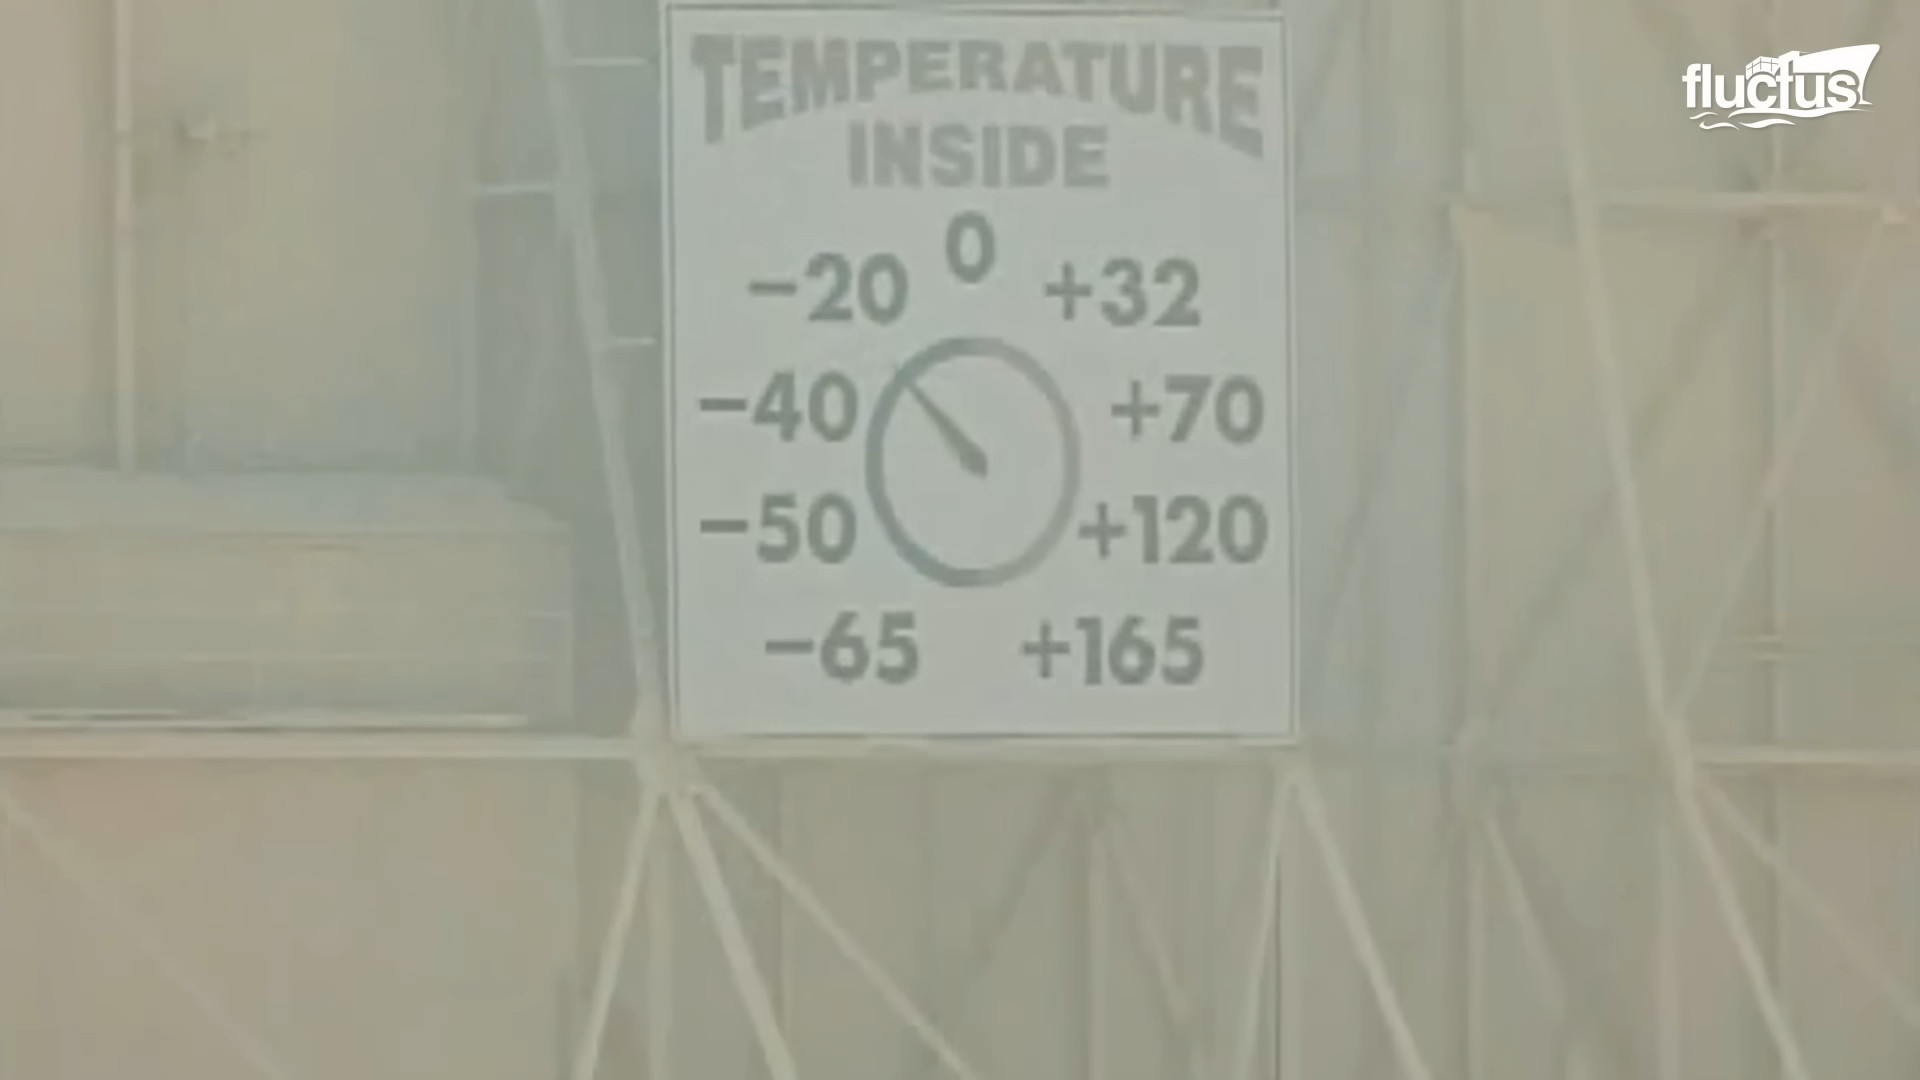 fluctus
TEMPERATURE
INSIDE
0
−20 +32
−40 +70
−50 +120
−65 +165